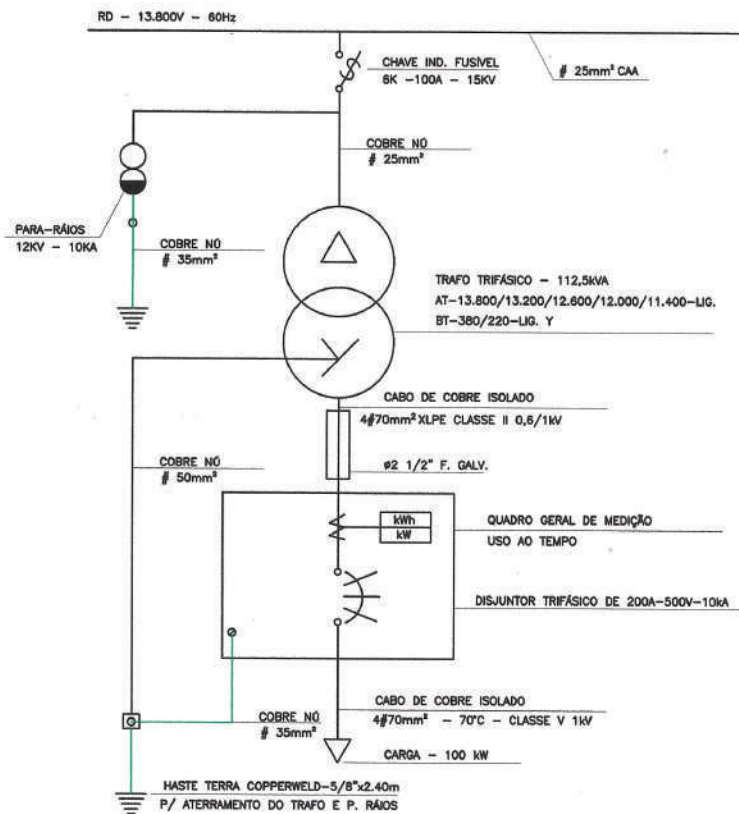 RD - 13.800V - 60Hz
CHAVE IND. FUSÍVEL
6K -100A - 15KV
# 25mm² CAA
COBRE NÚ
# 25mm²
PARA-RÁIOS
12KV - 10KA
COBRE NÚ
# 35mm²
TRAFO TRIFÁSICO - 112,5kVA
AT-13.800/13.200/12.600/12.000/11.400-LIG.
BT-380/220-LIG. Y
CABO DE COBRE ISOLADO
4#70mm² XLPE CLASSE II 0,6/1kV
ø2 1/2" F. GALV.
COBRE NÚ
# 50mm²
kWh
kW
QUADRO GERAL DE MEDIÇÃO
USO AO TEMPO
DISJUNTOR TRIFÁSICO DE 200A-500V-10kA
COBRE NÚ
# 35mm²
CABO DE COBRE ISOLADO
4#70mm² - 70°C - CLASSE V 1kV
CARGA - 100 kW
HASTE TERRA COPPERWELD-5/8"x2.40m
P/ ATERRAMENTO DO TRAFO E P. RÁIOS